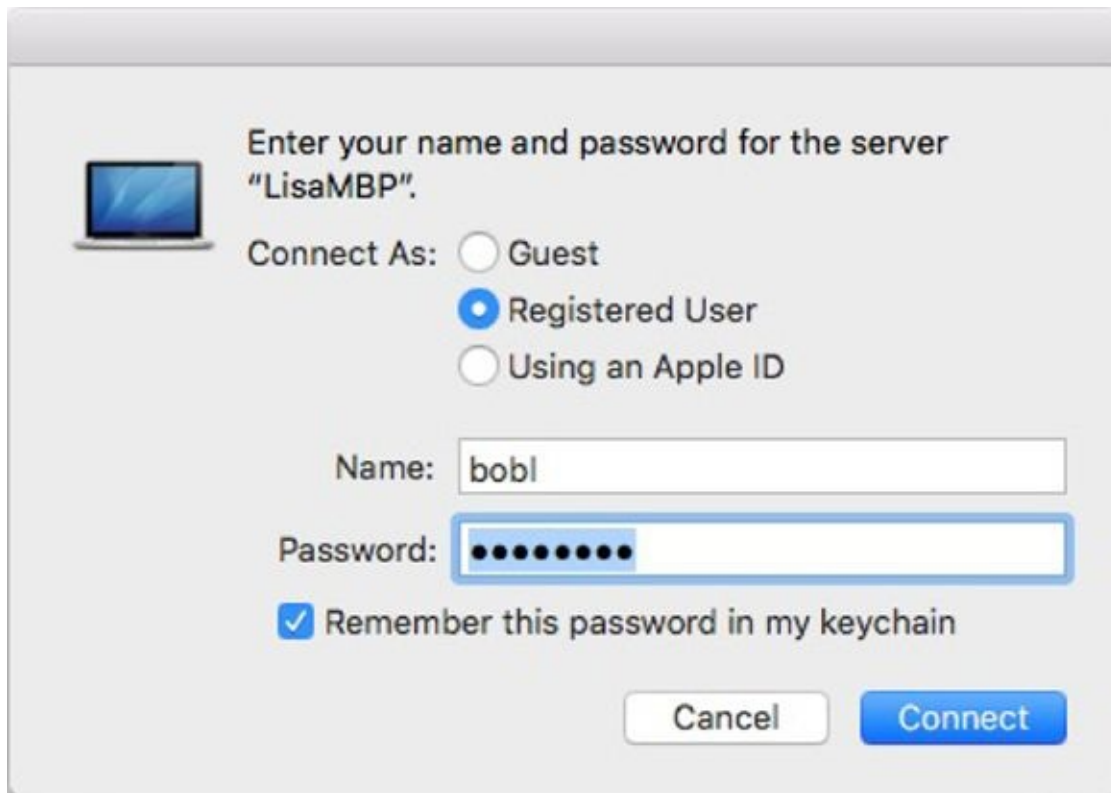 Enter your name and password for the server
“LisaMBP”.
Connect As: Guest
Registered User
Using an Apple ID
Name: bobl
Password: ••••••••
Remember this password in my keychain
Cancel Connect